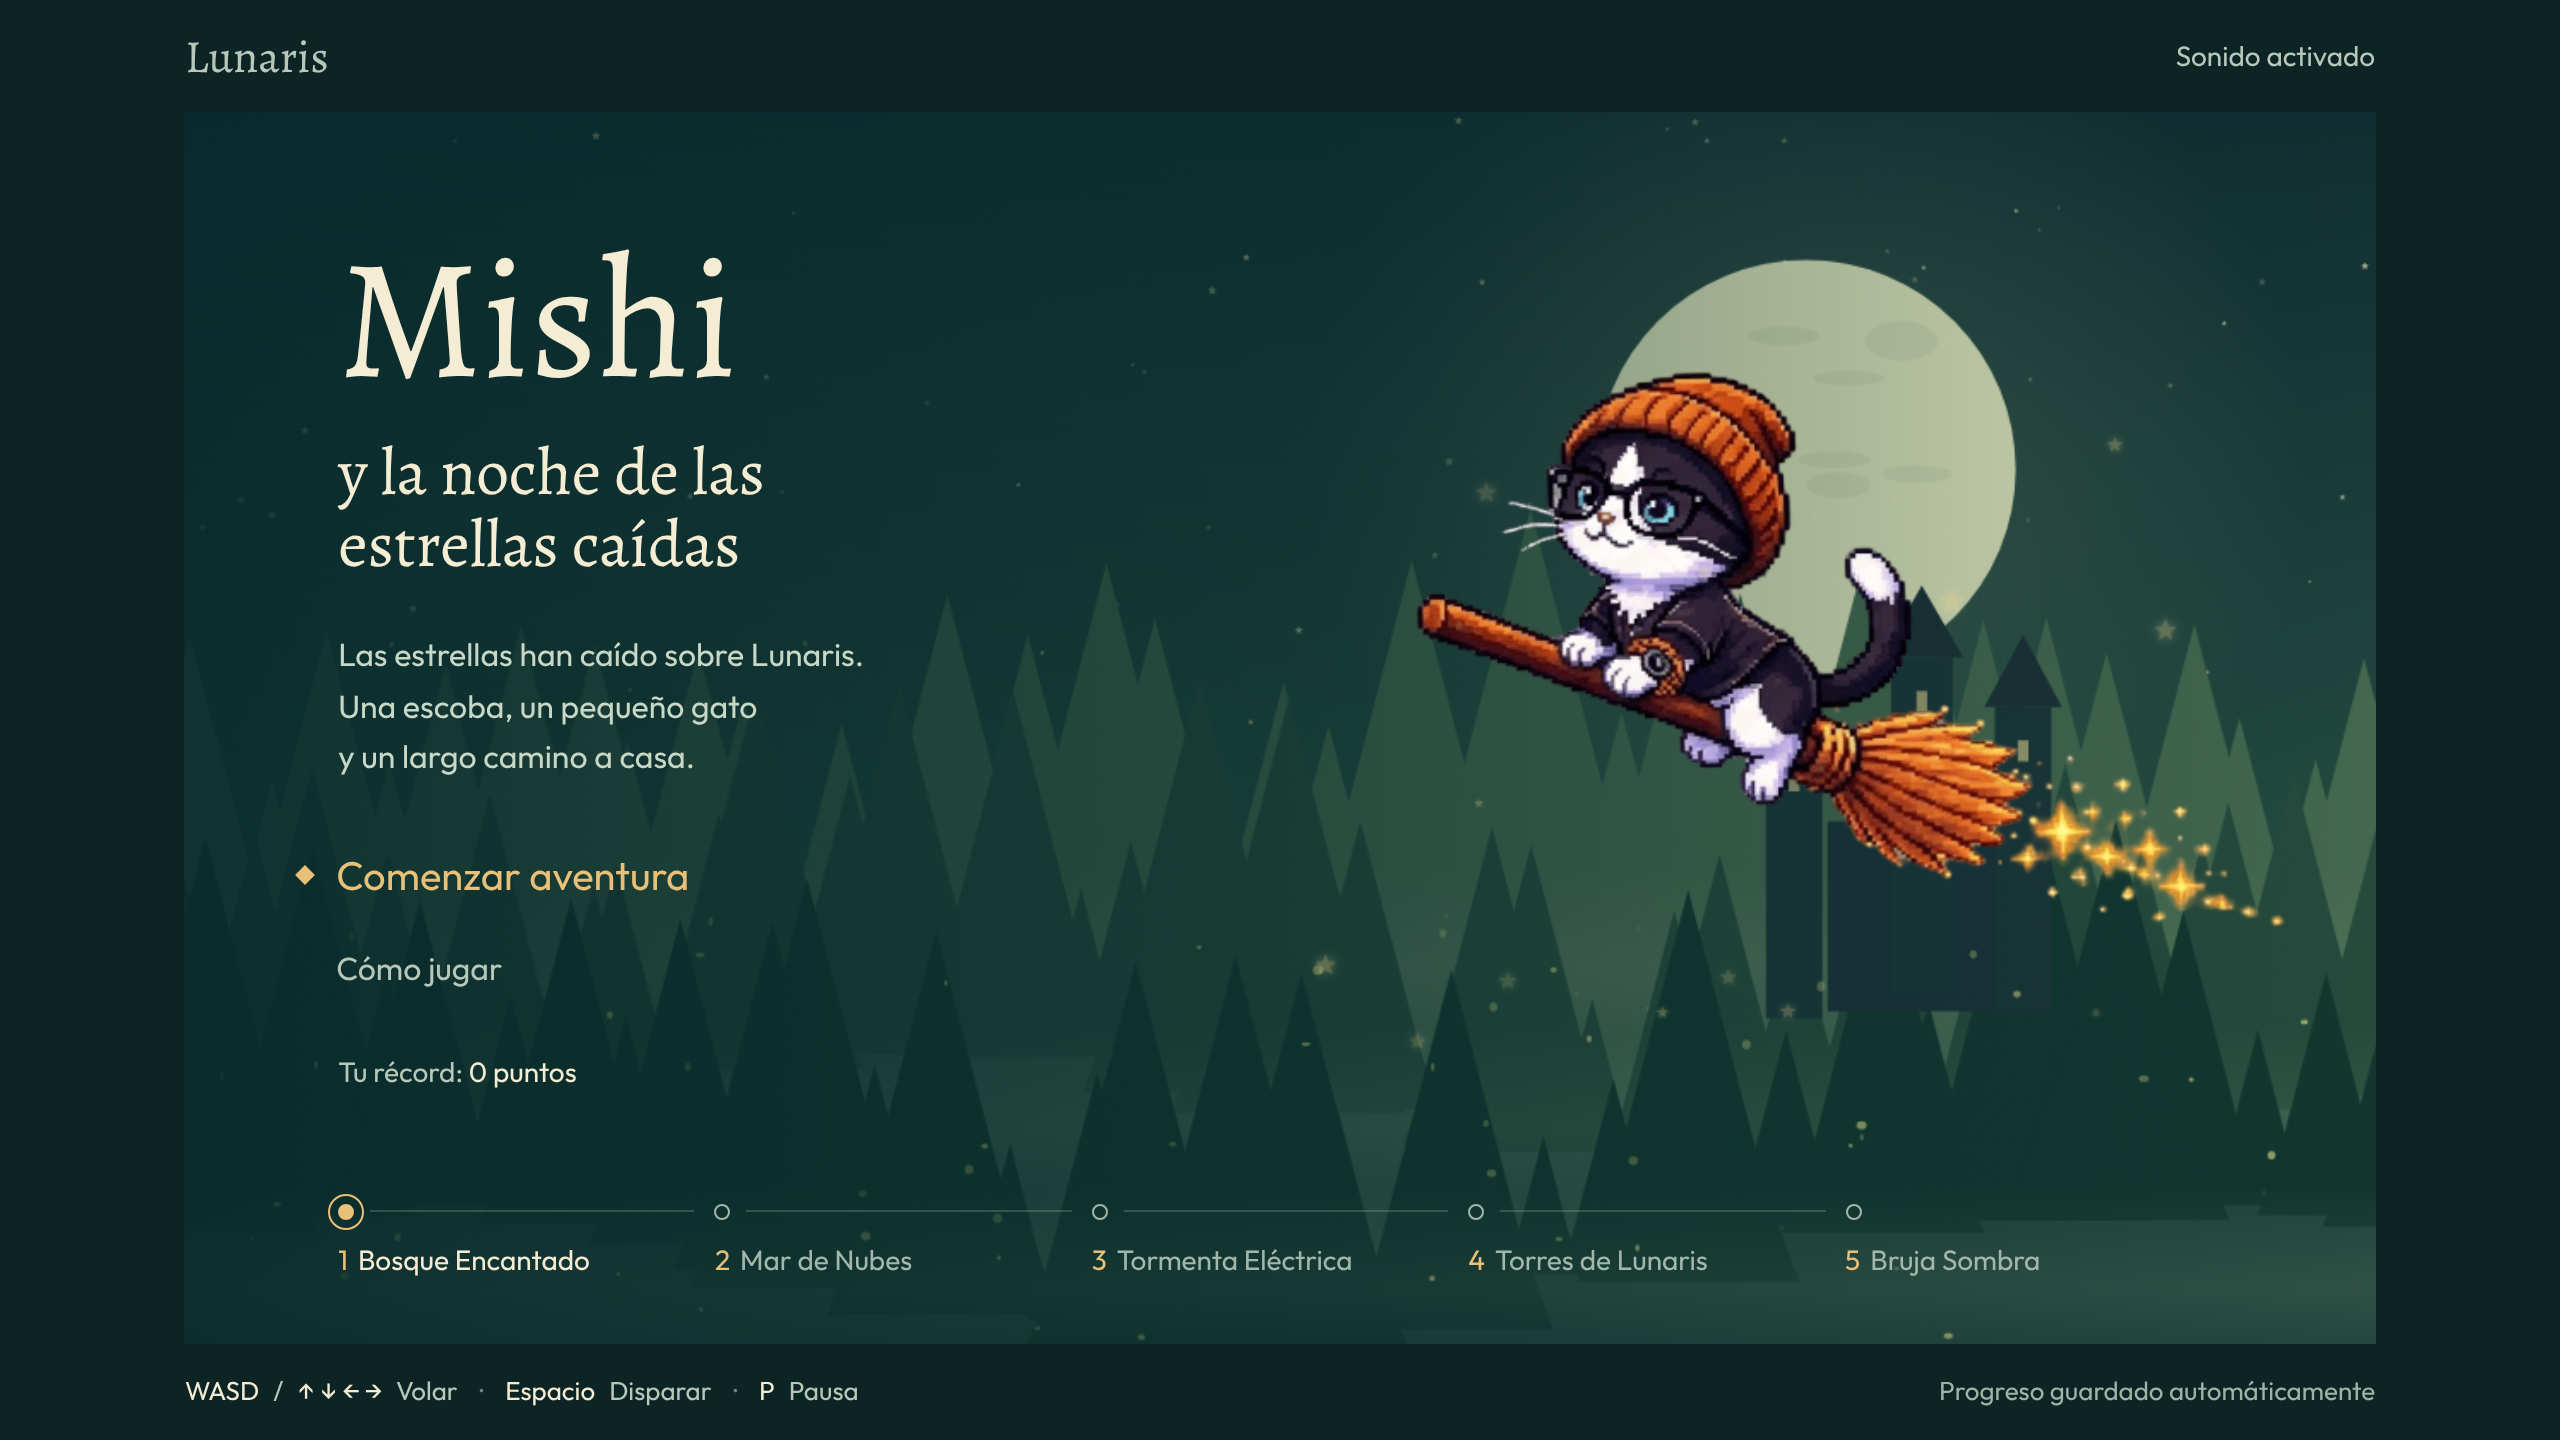 Lunaris
Sonido activado
Mishi
y la noche de las
estrellas caídas
Las estrellas han caído sobre Lunaris.
Una escoba, un pequeño gato
y un largo camino a casa.
Comenzar aventura
Cómo jugar
Tu récord: 0 puntos
1 Bosque Encantado
2 Mar de Nubes
3 Tormenta Eléctrica
4 Torres de Lunaris
5 Bruja Sombra
WASD / ↑↓←→ Volar · Espacio Disparar · P Pausa
Progreso guardado automáticamente